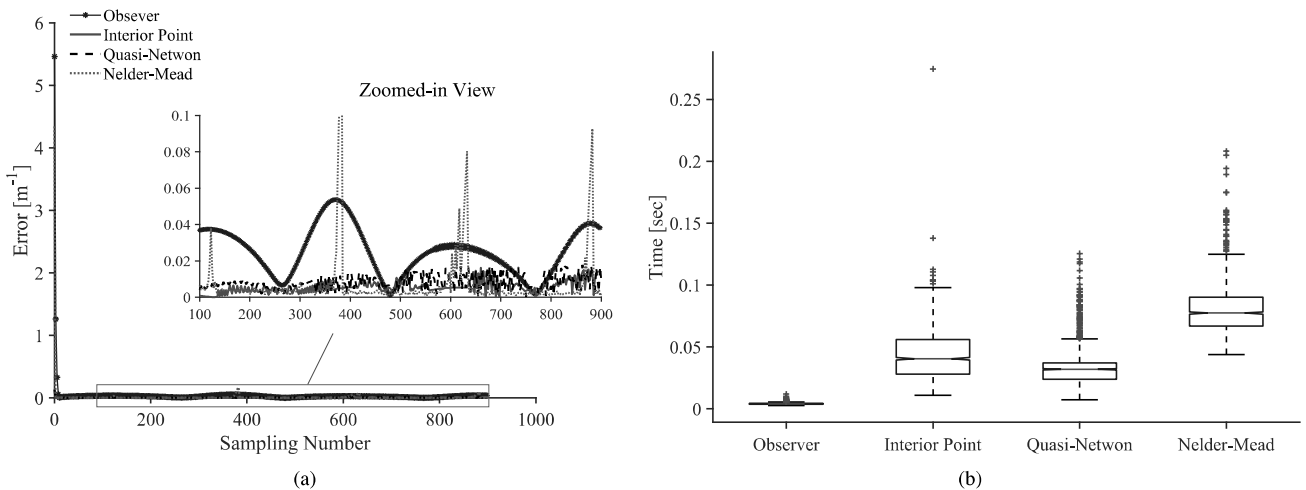 Obsever
Interior Point
Quasi-Netwon
Nelder-Mead
Zoomed-in View
0.1
0.08
0.06
0.04
0.02
0
100 200 300 400 500 600 700 800 900
6
5
4
3
2
1
0
Error [m⁻¹]
0 200 400 600 800 1000
Sampling Number
(a)
0.25
0.2
0.15
0.1
0.05
0
Time [sec]
Observer Interior Point Quasi-Netwon Nelder-Mead
(b)